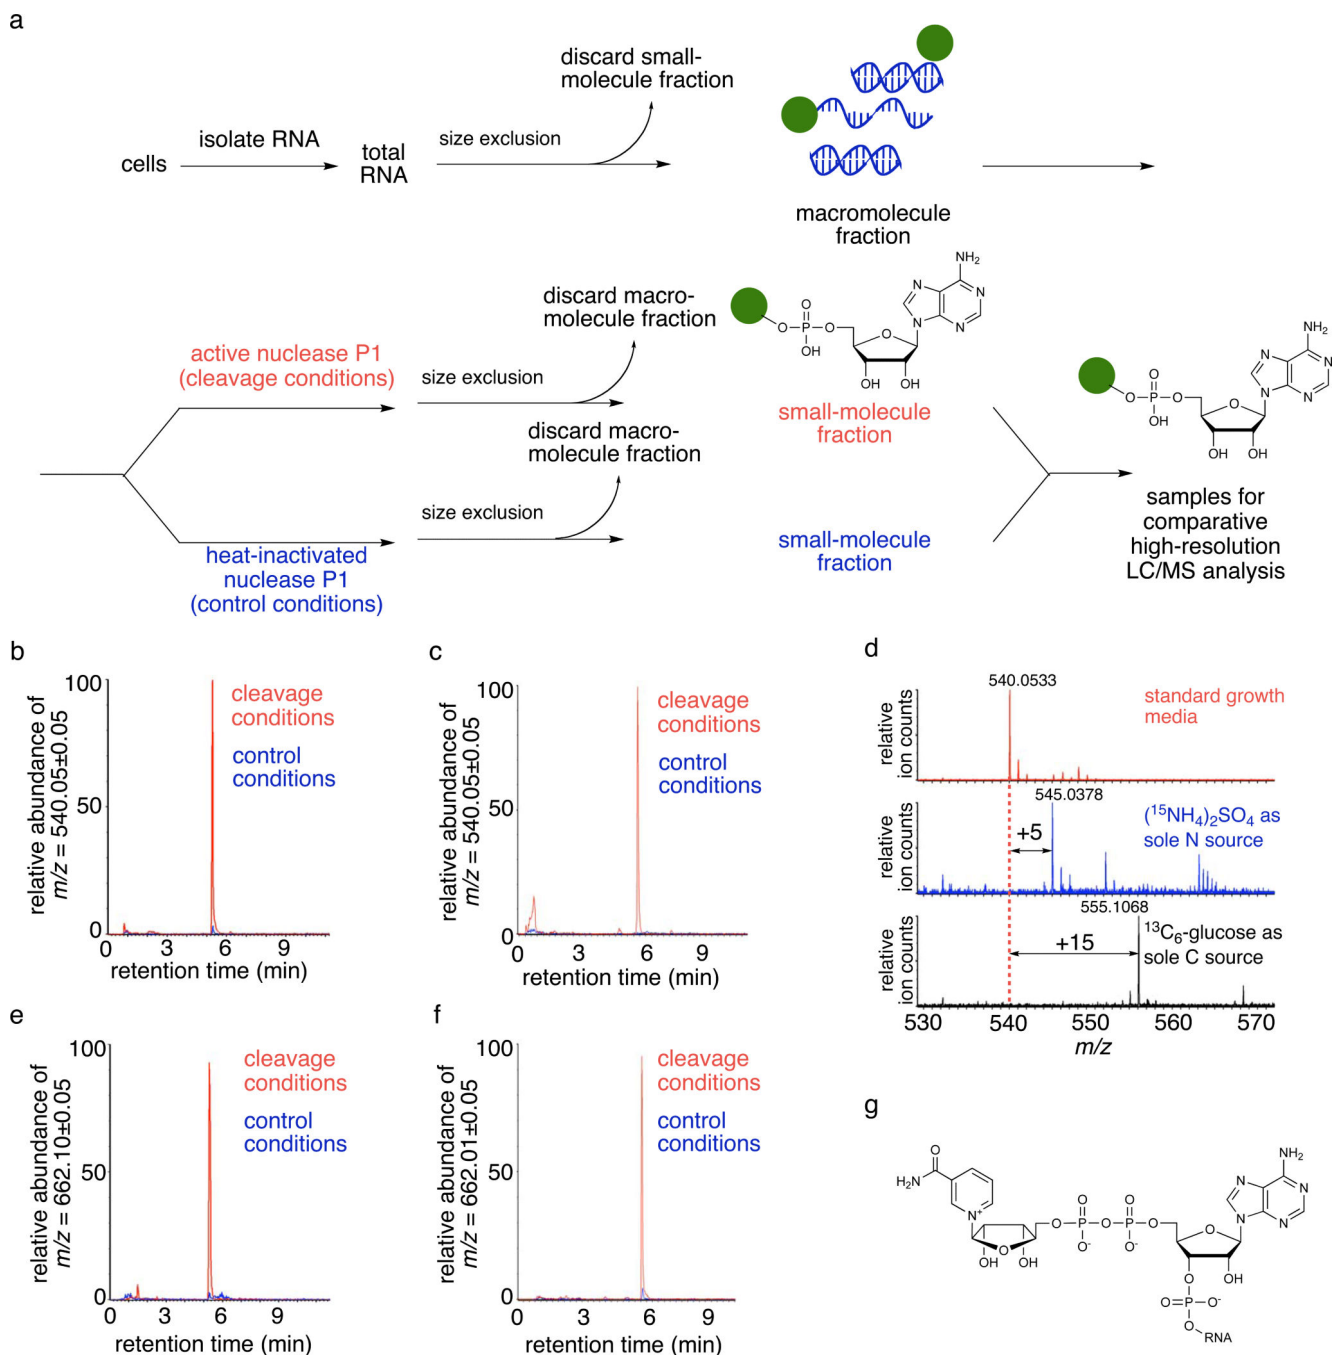 a
discard small-
molecule fraction
isolate RNA
size exclusion
cells
total
RNA
macromolecule
fraction
discard macro-
molecule fraction
NH2
N
N
N
N
O
O
P
O
OH
O
OH OH
active nuclease P1
(cleavage conditions)
size exclusion
small-molecule
fraction
discard macro-
molecule fraction
NH2
N
N
N
N
O
O
P
O
OH
O
OH OH
size exclusion
heat-inactivated
nuclease P1
(control conditions)
small-molecule
fraction
samples for
comparative
high-resolution
LC/MS analysis
b
relative abundance of
m/z = 540.05±0.05
100
50
0
cleavage
conditions
control
conditions
0 3 6 9
retention time (min)
c
relative abundance of
m/z = 540.05±0.05
100
50
0
cleavage
conditions
control
conditions
0 3 6 9
retention time (min)
d
540.0533
relative
ion counts
standard growth
media
545.0378
relative
ion counts
+5
(15NH4)2SO4 as
sole N source
555.1068
relative
ion counts
+15
13C6-glucose as
sole C source
530 540 550 560 570
m/z
e
relative abundance of
m/z = 662.10±0.05
100
50
0
cleavage
conditions
control
conditions
0 3 6 9
retention time (min)
f
relative abundance of
m/z = 662.01±0.05
100
50
0
cleavage
conditions
control
conditions
0 3 6 9
retention time (min)
g
O
H2N
N+
O
OH OH
O
O
P
O-
O
O
P
O-
O
NH2
N
N
N
N
O
O OH
O
P
O-
O
RNA